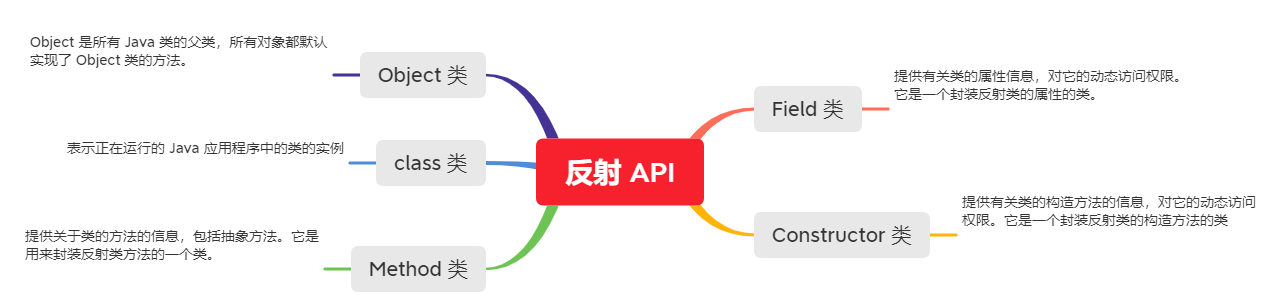 反射 API
Object 类
Object 是所有 Java 类的父类，所有对象都默认
实现了 Object 类的方法。
class 类
表示正在运行的 Java 应用程序中的类的实例
Method 类
提供关于类的方法的信息，包括抽象方法。它是
用来封装反射类方法的一个类。
Field 类
提供有关类的属性信息，对它的动态访问权限。
它是一个封装反射类的属性的类。
Constructor 类
提供有关类的构造方法的信息，对它的动态访问
权限。它是一个封装反射类的构造方法的类